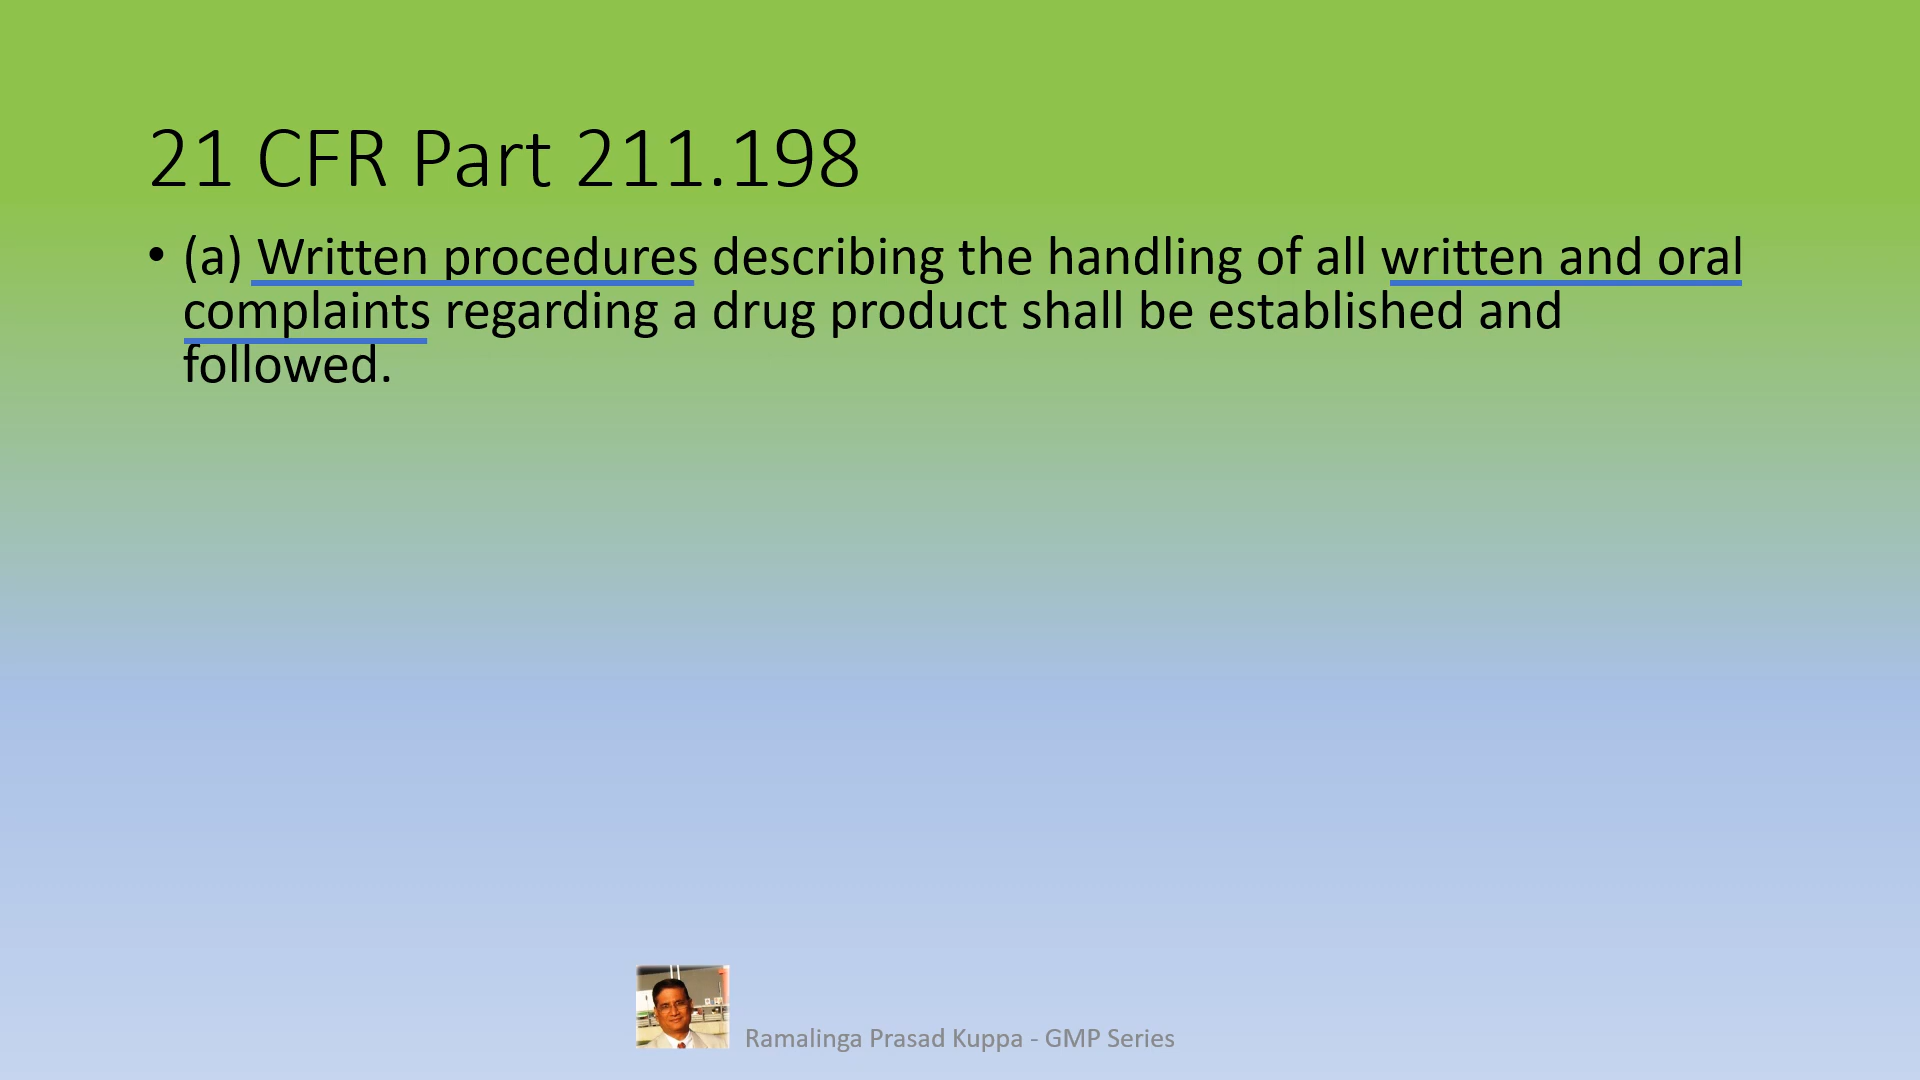 21 CFR Part 211.198
• (a) Written procedures describing the handling of all written and oral
complaints regarding a drug product shall be established and
followed.
Ramalinga Prasad Kuppa - GMP Series